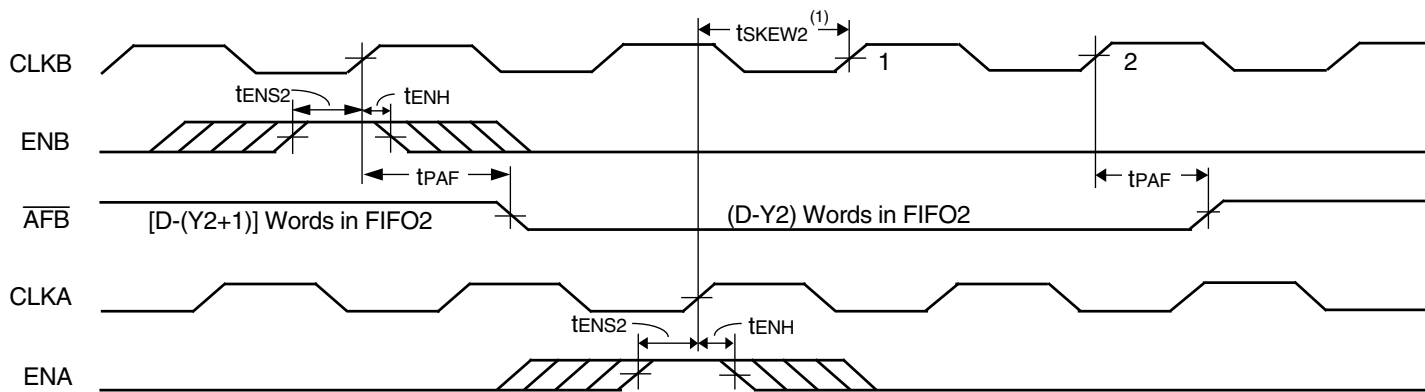 tSKEW2 (1)
CLKB
1
2
tENS2
tENH
ENB
tPAF
tPAF
AFB
[D-(Y2+1)] Words in FIFO2
(D-Y2) Words in FIFO2
CLKA
tENS2
tENH
ENA